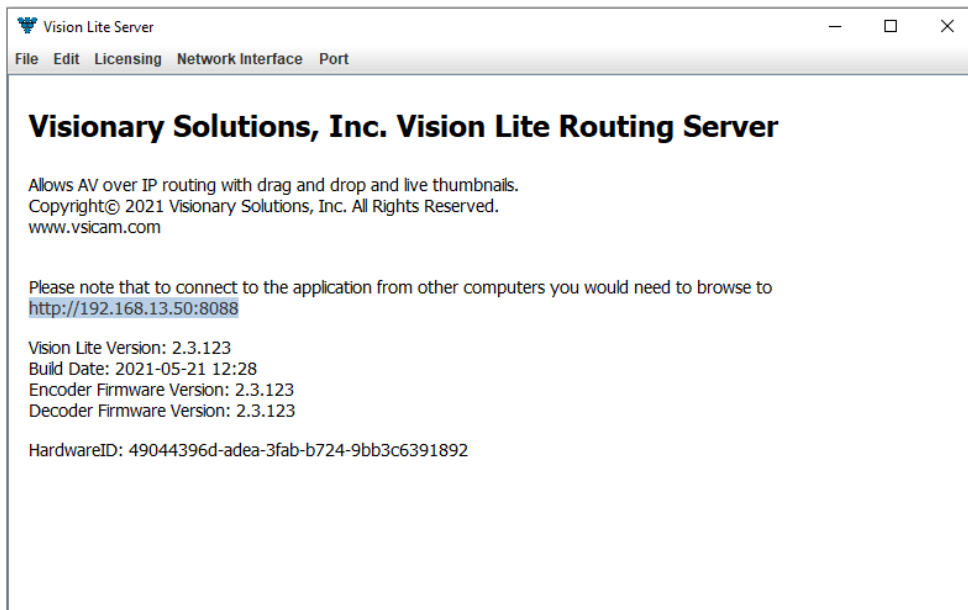 Vision Lite Server
File Edit Licensing Network Interface Port
Visionary Solutions, Inc. Vision Lite Routing Server
Allows AV over IP routing with drag and drop and live thumbnails.
Copyright© 2021 Visionary Solutions, Inc. All Rights Reserved.
www.vsicam.com
Please note that to connect to the application from other computers you would need to browse to
http://192.168.13.50:8088
Vision Lite Version: 2.3.123
Build Date: 2021-05-21 12:28
Encoder Firmware Version: 2.3.123
Decoder Firmware Version: 2.3.123
HardwareID: 49044396d-adea-3fab-b724-9bb3c6391892